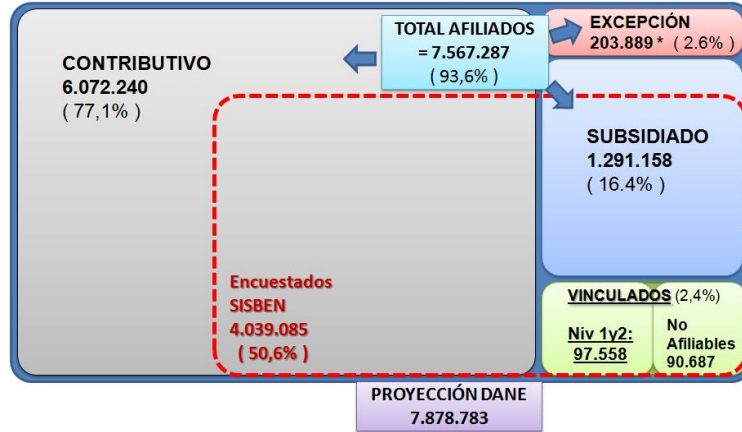 TOTAL AFILIADOS
= 7.567.287
( 93,6% )
EXCEPCIÓN
203.889 * ( 2.6% )
CONTRIBUTIVO
6.072.240
( 77,1% )
SUBSIDIADO
1.291.158
( 16.4% )
Encuestados
SISBEN
4.039.085
( 50,6% )
VINCULADOS (2,4%)
Niv 1y2:
97.558
No
Afiliables
90.687
PROYECCIÓN DANE
7.878.783